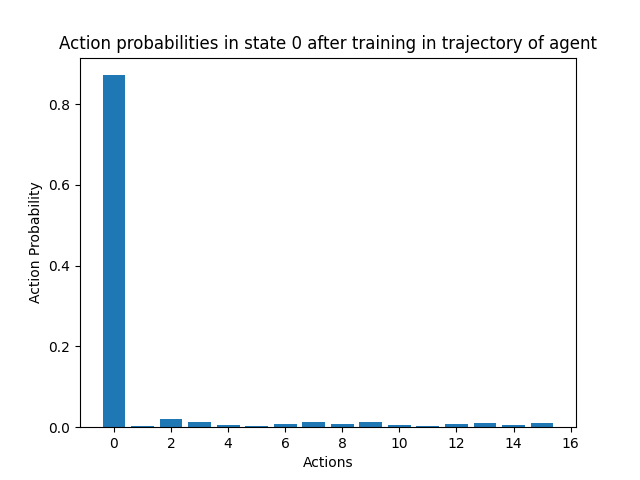 Action probabilities in state 0 after training in trajectory of agent
Action Probability
0.8
0.6
0.4
0.2
0.0
0 2 4 6 8 10 12 14 16
Actions